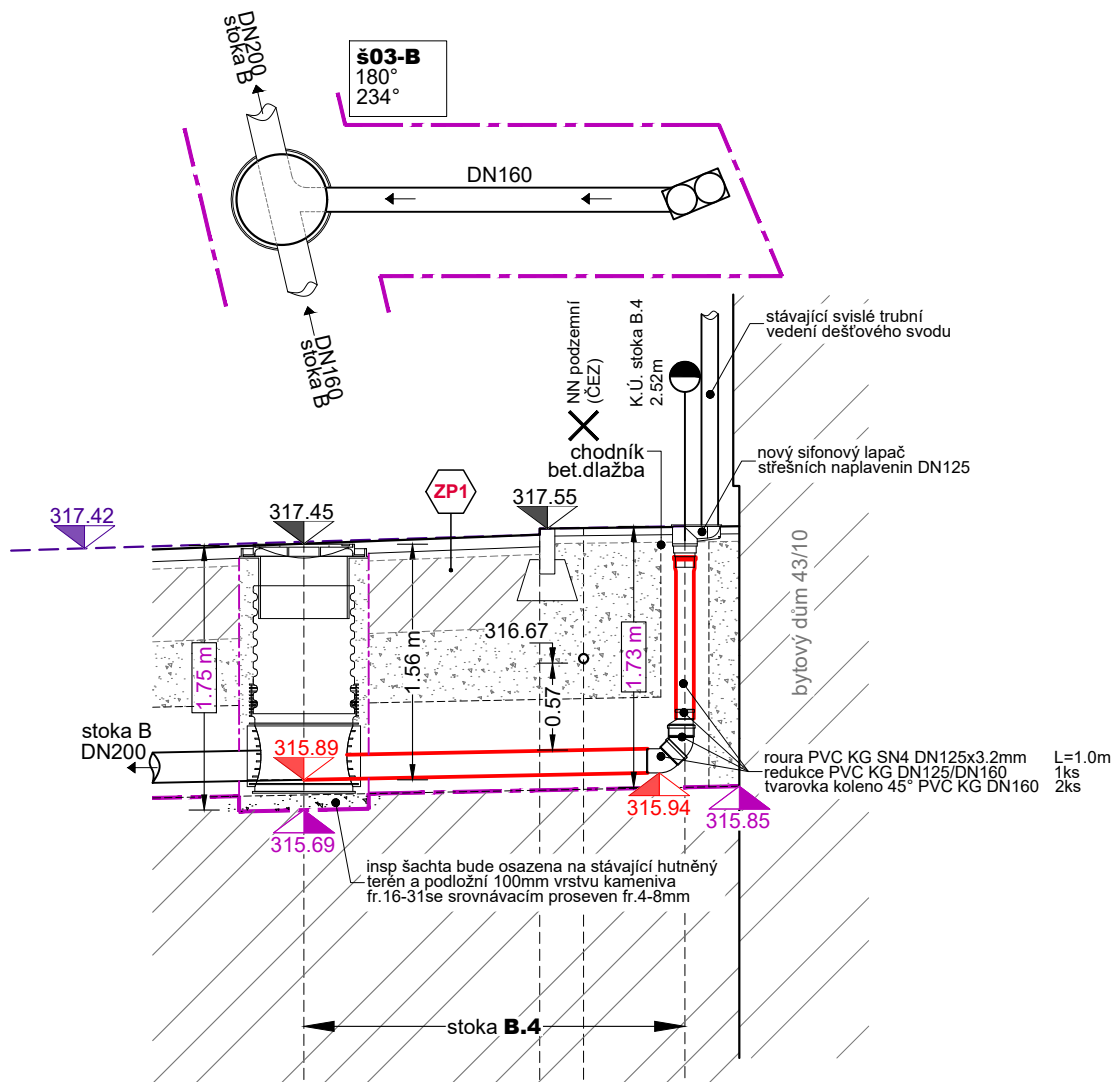 DN200
stoka B
š03-B
180°
234°
DN160
DN160
stoka B
stávající svislé trubní
vedení dešťového svodu
NN podzemní
(ČEZ)
K.Ú. stoka B.4
2.52m
chodník
bet.dlažba
nový sifonový lapač
střešních naplavenin DN125
ZP1
317.42
317.45
317.55
bytový dům 43/10
316.67
1.75 m
1.56 m
1.73 m
0.57
stoka B
DN200
315.89
roura PVC KG SN4 DN125x3.2mm L=1.0m
redukce PVC KG DN125/DN160 1ks
tvarovka koleno 45° PVC KG DN160 2ks
315.94
315.85
315.69
insp šachta bude osazena na stávající hutněný
terén a podložní 100mm vrstvu kameniva
fr.16-31se srovnávacím proseven fr.4-8mm
stoka B.4